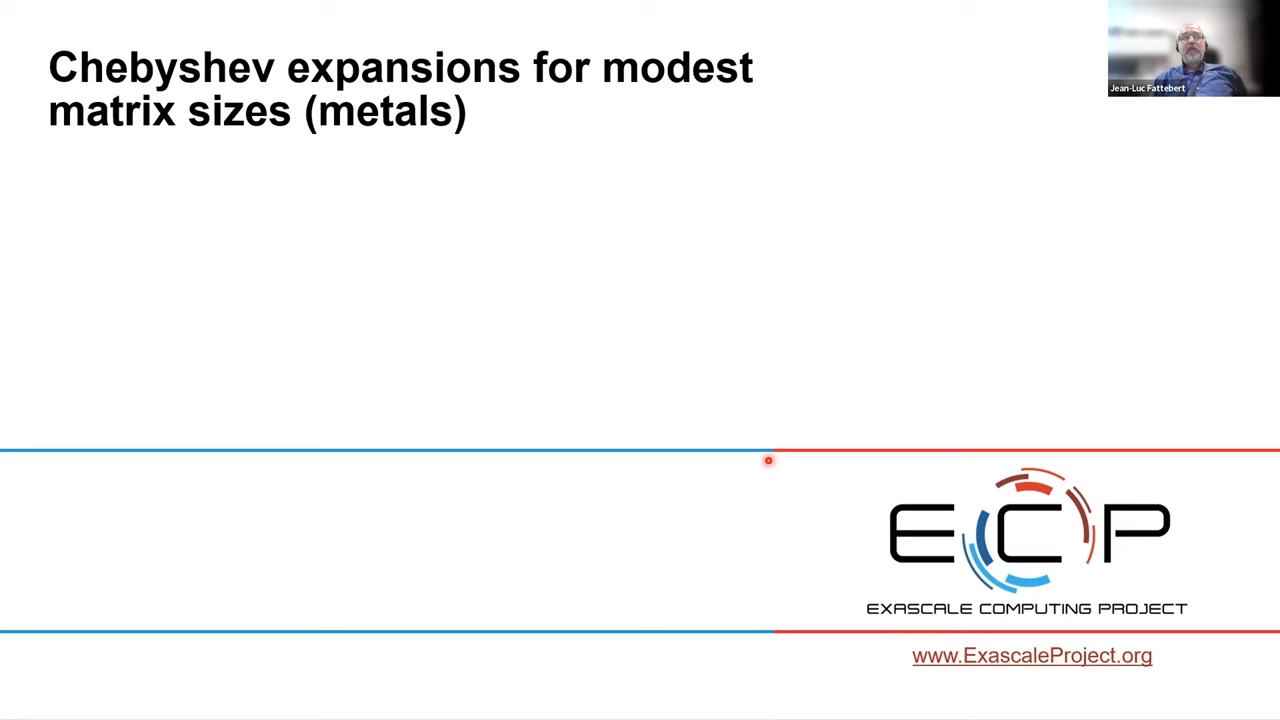 Chebyshev expansions for modest
matrix sizes (metals)
Jean-Luc Fattebert
ECP
EXASCALE COMPUTING PROJECT
www.ExascaleProject.org